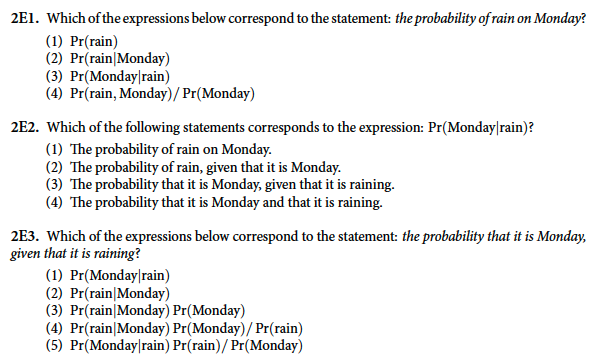 2E1. Which of the expressions below correspond to the statement: the probability of rain on Monday?
(1) Pr(rain)
(2) Pr(rain|Monday)
(3) Pr(Monday|rain)
(4) Pr(rain, Monday)/ Pr(Monday)
2E2. Which of the following statements corresponds to the expression: Pr(Monday|rain)?
(1) The probability of rain on Monday.
(2) The probability of rain, given that it is Monday.
(3) The probability that it is Monday, given that it is raining.
(4) The probability that it is Monday and that it is raining.
2E3. Which of the expressions below correspond to the statement: the probability that it is Monday,
given that it is raining?
(1) Pr(Monday|rain)
(2) Pr(rain|Monday)
(3) Pr(rain|Monday) Pr(Monday)
(4) Pr(rain|Monday) Pr(Monday)/ Pr(rain)
(5) Pr(Monday|rain) Pr(rain)/ Pr(Monday)